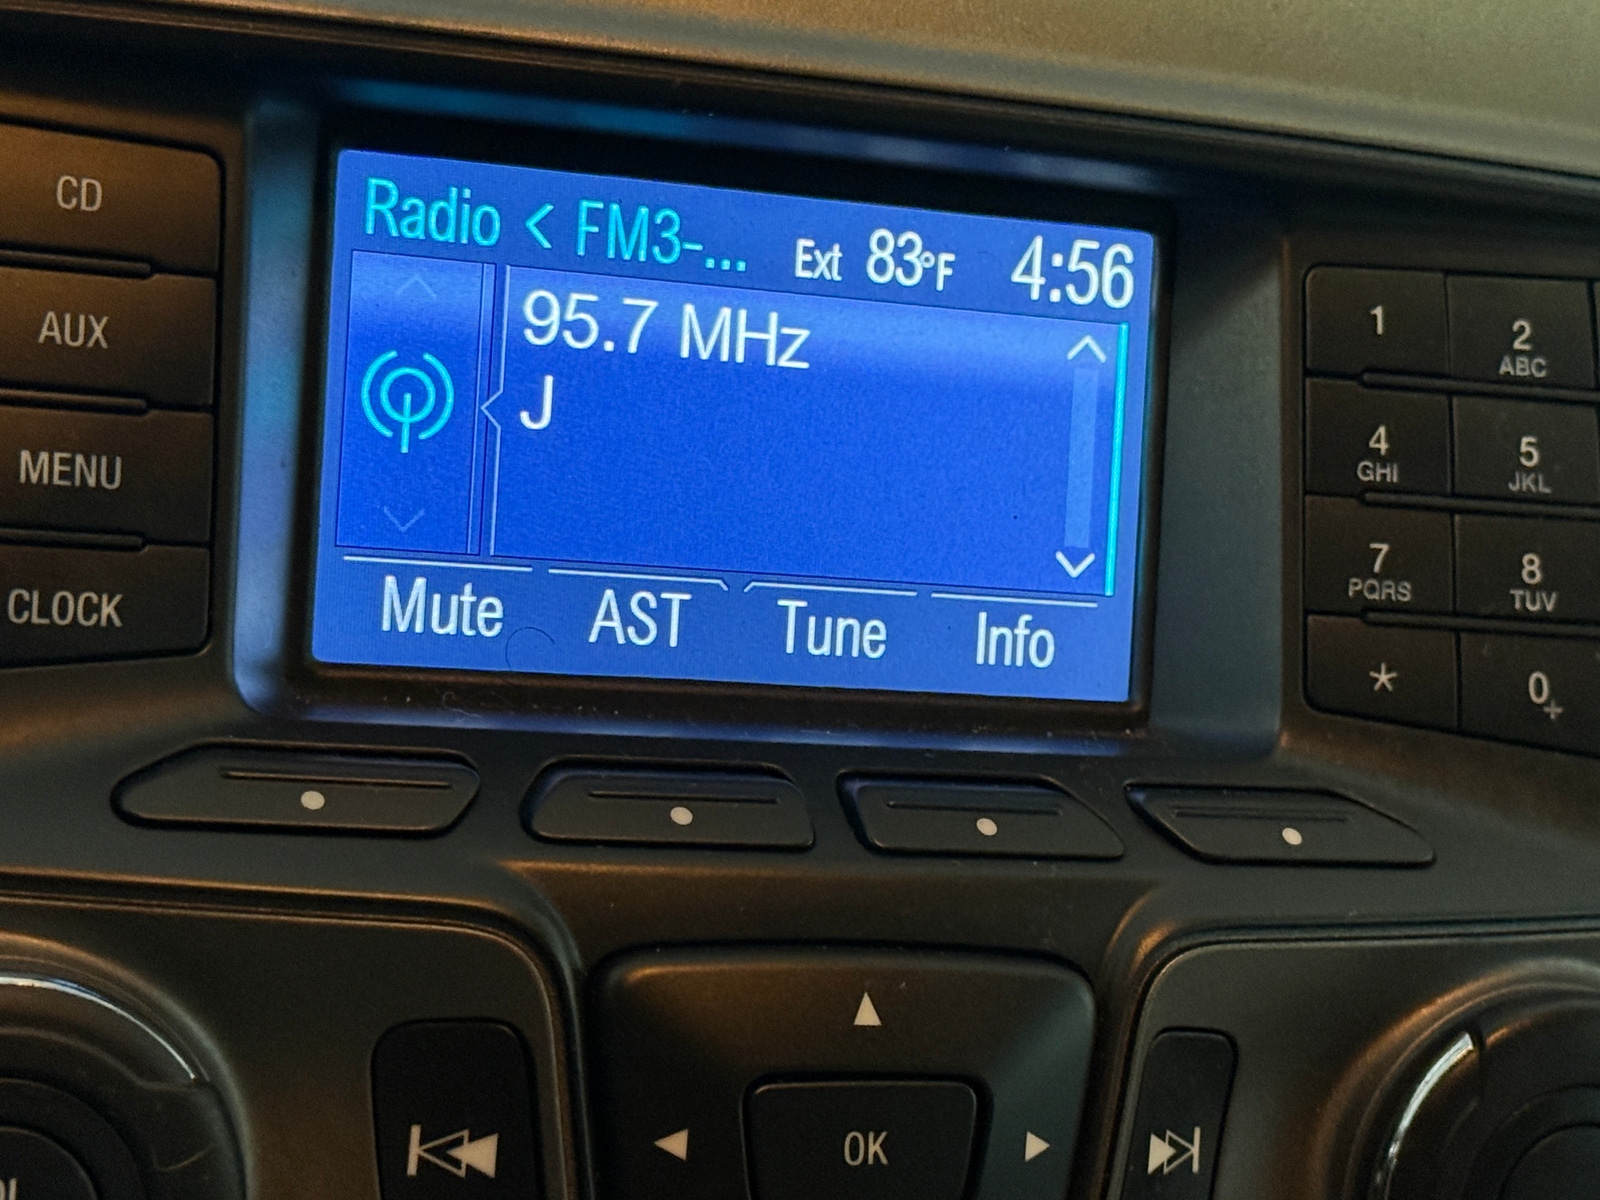 CD
AUX
MENU
CLOCK
Radio < FM3-... Ext 83°F 4:56
95.7 MHz
J
Mute AST Tune Info
1
2 ABC
4 GHI
5 JKL
7 PQRS
8 TUV
*
0+
OK